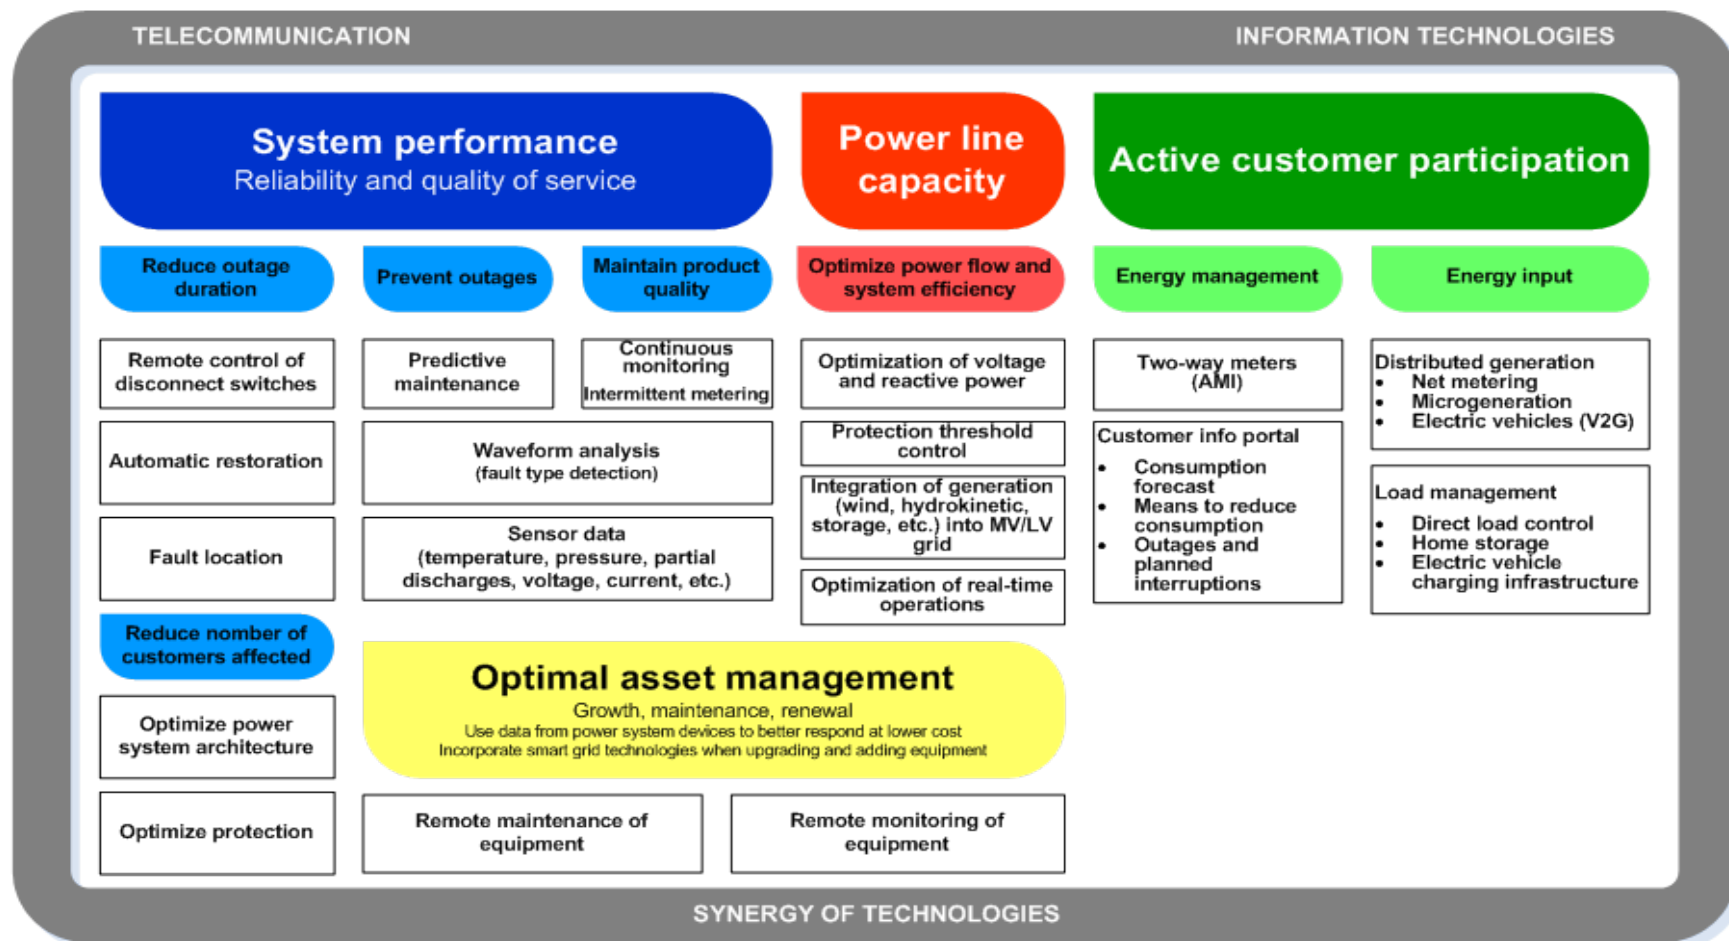 TELECOMMUNICATION
INFORMATION TECHNOLOGIES
System performance
Reliability and quality of service
Power line
capacity
Active customer participation
Reduce outage
duration
Prevent outages
Maintain product
quality
Optimize power flow and
system efficiency
Energy management
Energy input
Remote control of
disconnect switches
Predictive
maintenance
Continuous
monitoring
Intermittent metering
Optimization of voltage
and reactive power
Two-way meters
(AMI)
Distributed generation
• Net metering
• Microgeneration
• Electric vehicles (V2G)
Automatic restoration
Waveform analysis
(fault type detection)
Protection threshold
control
Customer info portal
• Consumption
forecast
• Means to reduce
consumption
• Outages and
planned
interruptions
Integration of generation
(wind, hydrokinetic,
storage, etc.) into MV/LV
grid
Load management
• Direct load control
• Home storage
• Electric vehicle
charging infrastructure
Fault location
Sensor data
(temperature, pressure, partial
discharges, voltage, current, etc.)
Optimization of real-time
operations
Reduce nomber of
customers affected
Optimal asset management
Growth, maintenance, renewal
Use data from power system devices to better respond at lower cost
Incorporate smart grid technologies when upgrading and adding equipment
Optimize power
system architecture
Optimize protection
Remote maintenance of
equipment
Remote monitoring of
equipment
SYNERGY OF TECHNOLOGIES